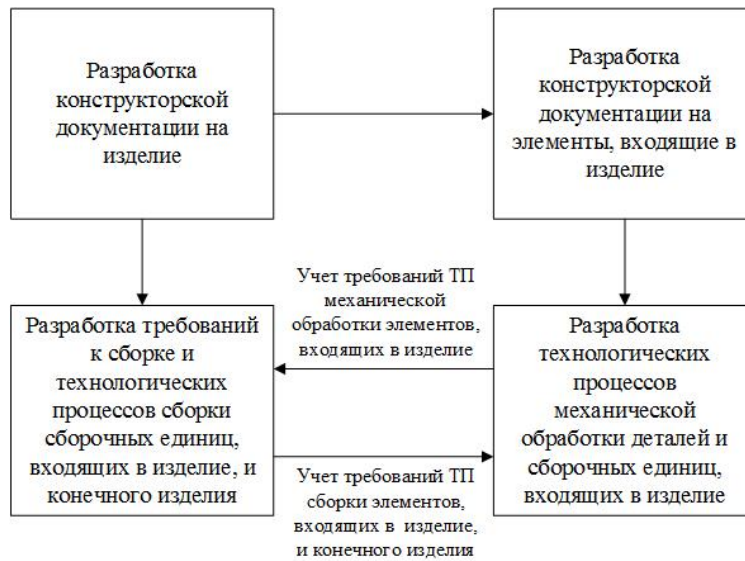 Разработка
конструкторской
документации на
изделие
Разработка
конструкторской
документации на
элементы, входящие в
изделие
Учет требований ТП
механической
обработки элементов,
входящих в изделие
Разработка требований
к сборке и
технологических
процессов сборки
сборочных единиц,
входящих в изделие, и
конечного изделия
Разработка
технологических
процессов
механической
обработки деталей и
сборочных единиц,
входящих в изделие
Учет требований ТП
сборки элементов,
входящих в изделие,
и конечного изделия